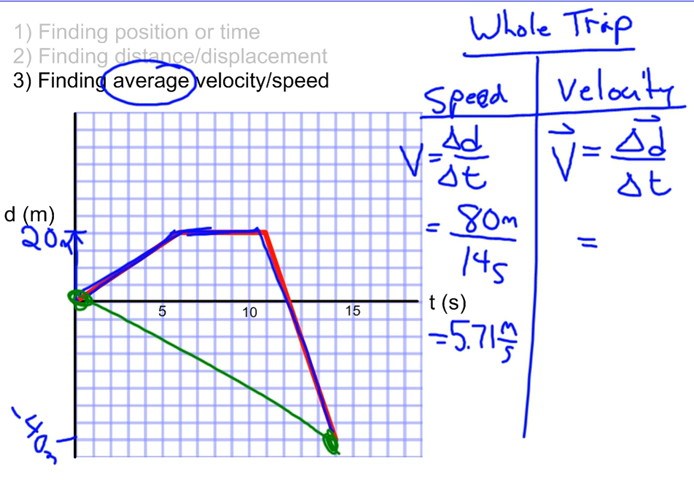 1) Finding position or time
2) Finding distance/displacement
3) Finding average velocity/speed
Whole Trip
Speed
Velocity
V = Δd/Δt
= 80m/14s
= 5.71 m/s
V⃗ = Δd⃗/Δt
=
d (m)
20m
5
10
15
t (s)
-40m